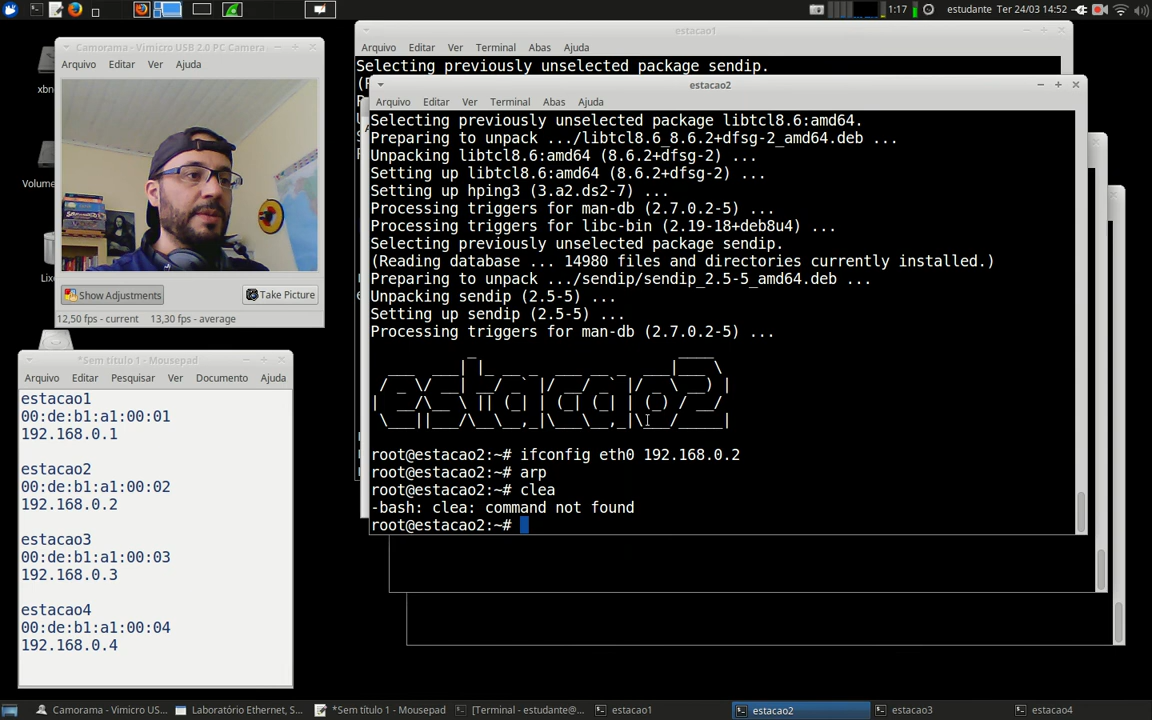 1:17
estudante Ter 24/03 14:52
Camorama - Vimicro USB 2.0 PC Camera
Arquivo Editar Ver Ajuda
Show Adjustments
Take Picture
12,50 fps - current 13,30 fps - average
xbn
Volume
Lix
*Sem título 1 - Mousepad
Arquivo Editar Pesquisar Ver Documento Ajuda
estacao1
00:de:b1:a1:00:01
192.168.0.1
estacao2
00:de:b1:a1:00:02
192.168.0.2
estacao3
00:de:b1:a1:00:03
192.168.0.3
estacao4
00:de:b1:a1:00:04
192.168.0.4
estacao1
Arquivo Editar Ver Terminal Abas Ajuda
Selecting previously unselected package sendip.
estacao2
Arquivo Editar Ver Terminal Abas Ajuda
Selecting previously unselected package libtcl8.6:amd64.
Preparing to unpack .../libtcl8.6_8.6.2+dfsg-2_amd64.deb ...
Unpacking libtcl8.6:amd64 (8.6.2+dfsg-2) ...
Setting up libtcl8.6:amd64 (8.6.2+dfsg-2) ...
Setting up hping3 (3.a2.ds2-7) ...
Processing triggers for man-db (2.7.0.2-5) ...
Processing triggers for libc-bin (2.19-18+deb8u4) ...
Selecting previously unselected package sendip.
(Reading database ... 14980 files and directories currently installed.)
Preparing to unpack .../sendip/sendip_2.5-5_amd64.deb ...
Unpacking sendip (2.5-5) ...
Setting up sendip (2.5-5) ...
Processing triggers for man-db (2.7.0.2-5) ...
estacao2
root@estacao2:~# ifconfig eth0 192.168.0.2
root@estacao2:~# arp
root@estacao2:~# clea
-bash: clea: command not found
root@estacao2:~#
Camorama - Vimicro US...
Laboratório Ethernet, S...
*Sem título 1 - Mousepad
[Terminal - estudante@...
estacao1
estacao2
estacao3
estacao4